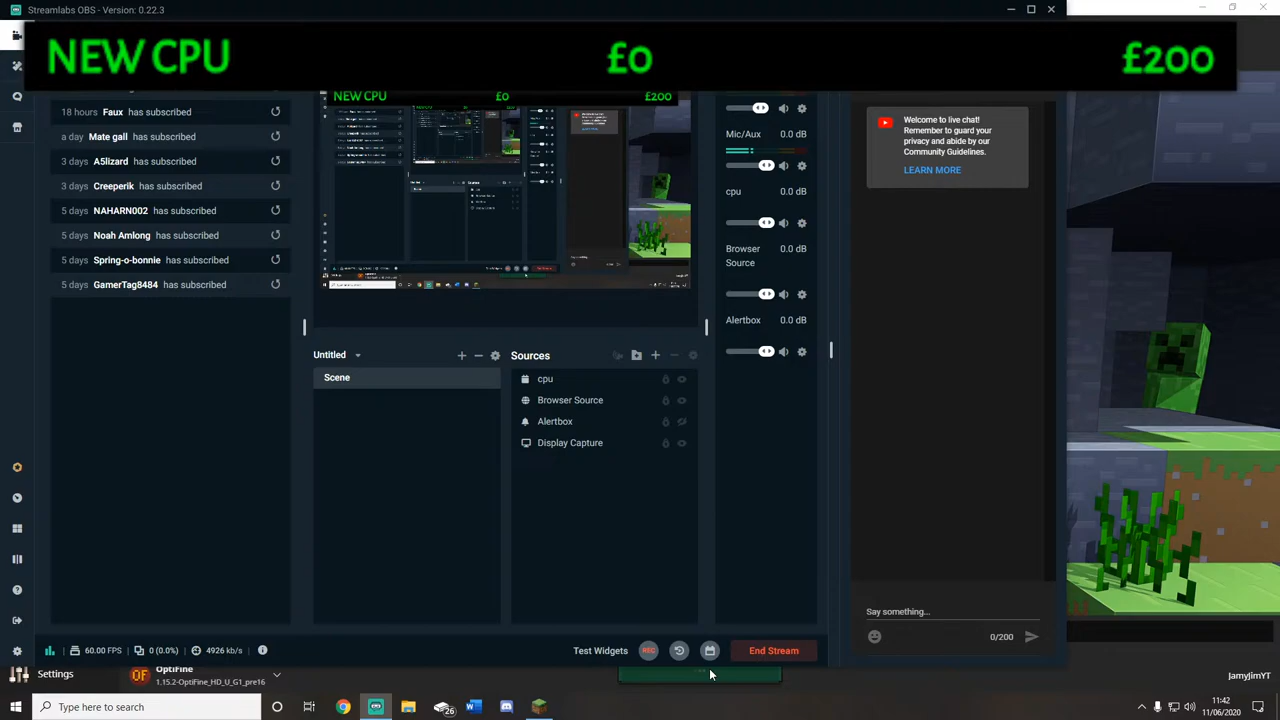 Streamlabs OBS - Version: 0.22.3
NEW CPU £0 £200
NEW CPU £0 £200
18 hours Faux has subscribed
a day Mate gall has subscribed
3 days A5lizard has subscribed
3 days Creeperik has subscribed
5 days NAHARN002 has subscribed
5 days Noah Amlong has subscribed
5 days Spring-o-bonnie has subscribed
5 days GamerTag8484 has subscribed
Mic/Aux 0.0 dB
cpu 0.0 dB
Browser Source 0.0 dB
Alertbox 0.0 dB
Welcome to live chat!
Remember to guard your
privacy and abide by our
Community Guidelines.
LEARN MORE
Untitled
Scene
Sources
cpu
Browser Source
Alertbox
Display Capture
Say something...
0/200
60.00 FPS 0 (0.0%) 4926 kb/s
Test Widgets REC End Stream
Settings
OptiFine
1.15.2-OptiFine_HD_U_G1_pre16
JamyJimYT
Type here to search
26
11:42
11/06/2020